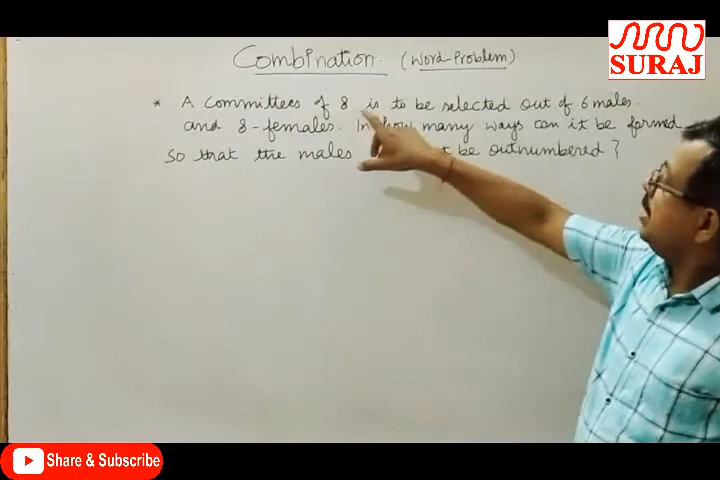 Combination. (Word-Problem)
SURAJ
* A Committees of 8 is to be selected out of 6 males.
and 8-females. In how many ways can it be formed
so that the males t be outnumbered ?
Share & Subscribe